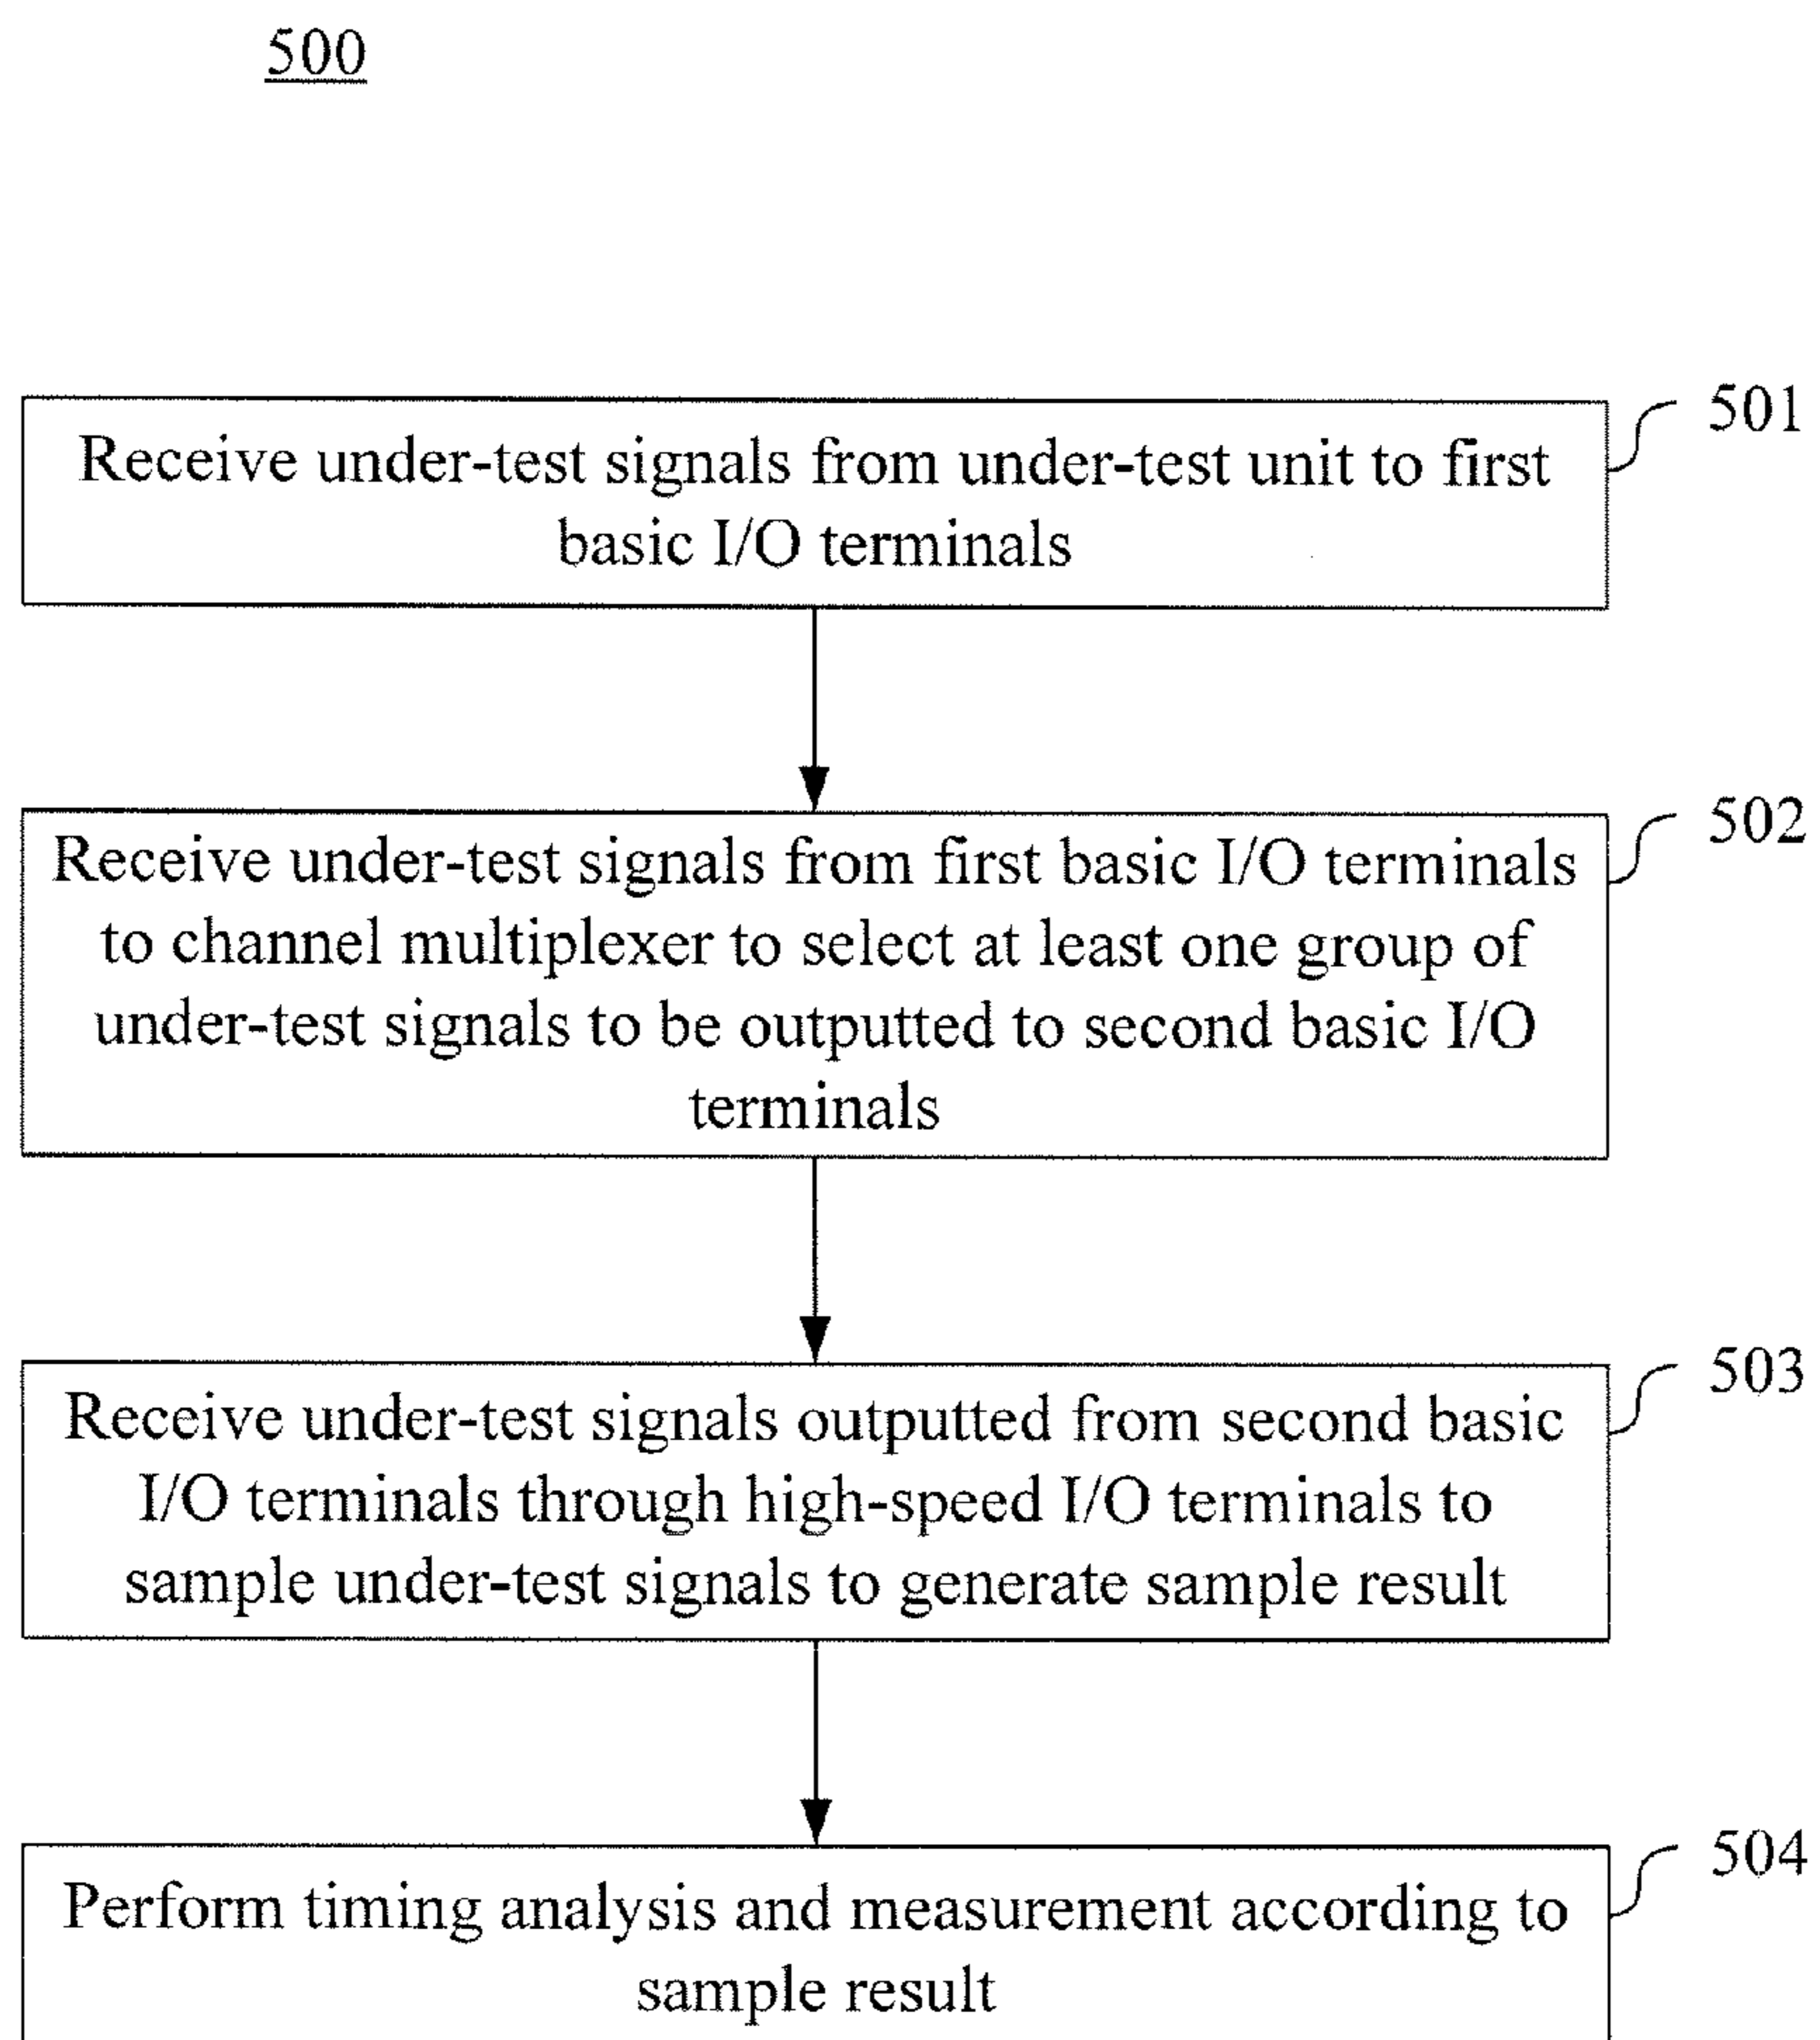 500
501
Receive under-test signals from under-test unit to first
basic I/O terminals
502
Receive under-test signals from first basic I/O terminals
to channel multiplexer to select at least one group of
under-test signals to be outputted to second basic I/O
terminals
503
Receive under-test signals outputted from second basic
I/O terminals through high-speed I/O terminals to
sample under-test signals to generate sample result
504
Perform timing analysis and measurement according to
sample result